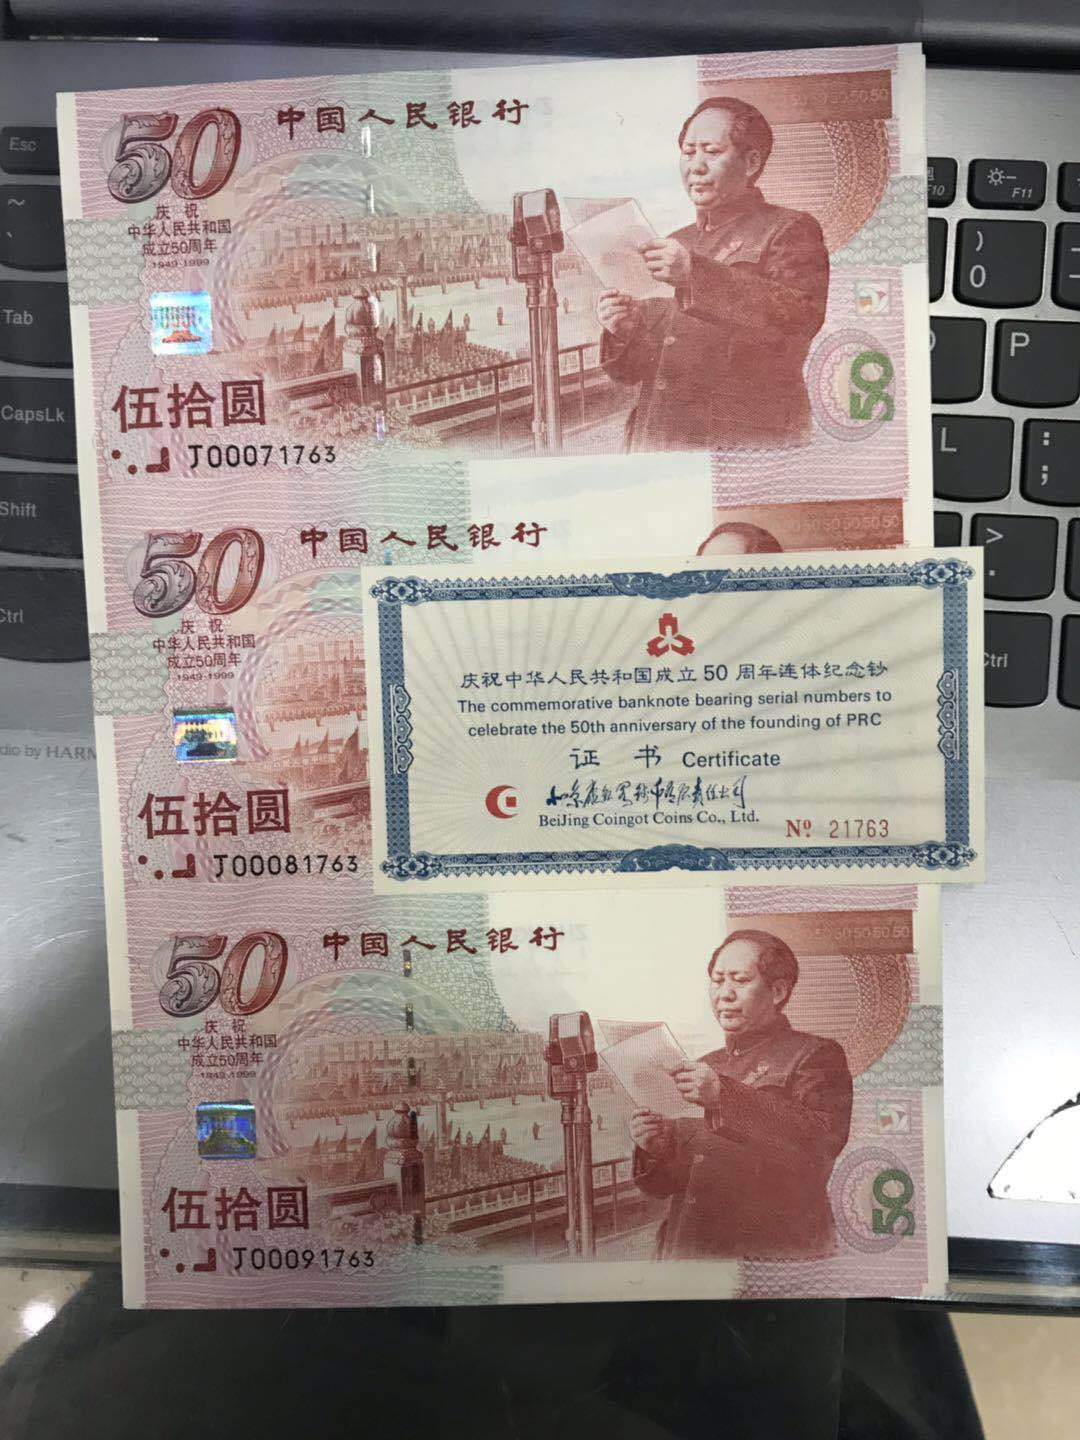 50
中国人民银行
庆 祝
中华人民共和国
成立50周年
1949-1999
伍拾圆
J00071763
50
50
中国人民银行
庆 祝
中华人民共和国
成立50周年
1949-1999
伍拾圆
J00081763
庆祝中华人民共和国成立50周年连体纪念钞
The commemorative banknote bearing serial numbers to
celebrate the 50th anniversary of the founding of PRC
证 书 Certificate
BeiJing Coingot Coins Co., Ltd.
Nº 21763
50
中国人民银行
庆 祝
中华人民共和国
成立50周年
1949-1999
伍拾圆
J00091763
50
Esc
~
Tab
CapsLk
Shift
Ctrl
dio by HARM
F10
F11
)
0
P
L
:
;
>
.
Ctrl